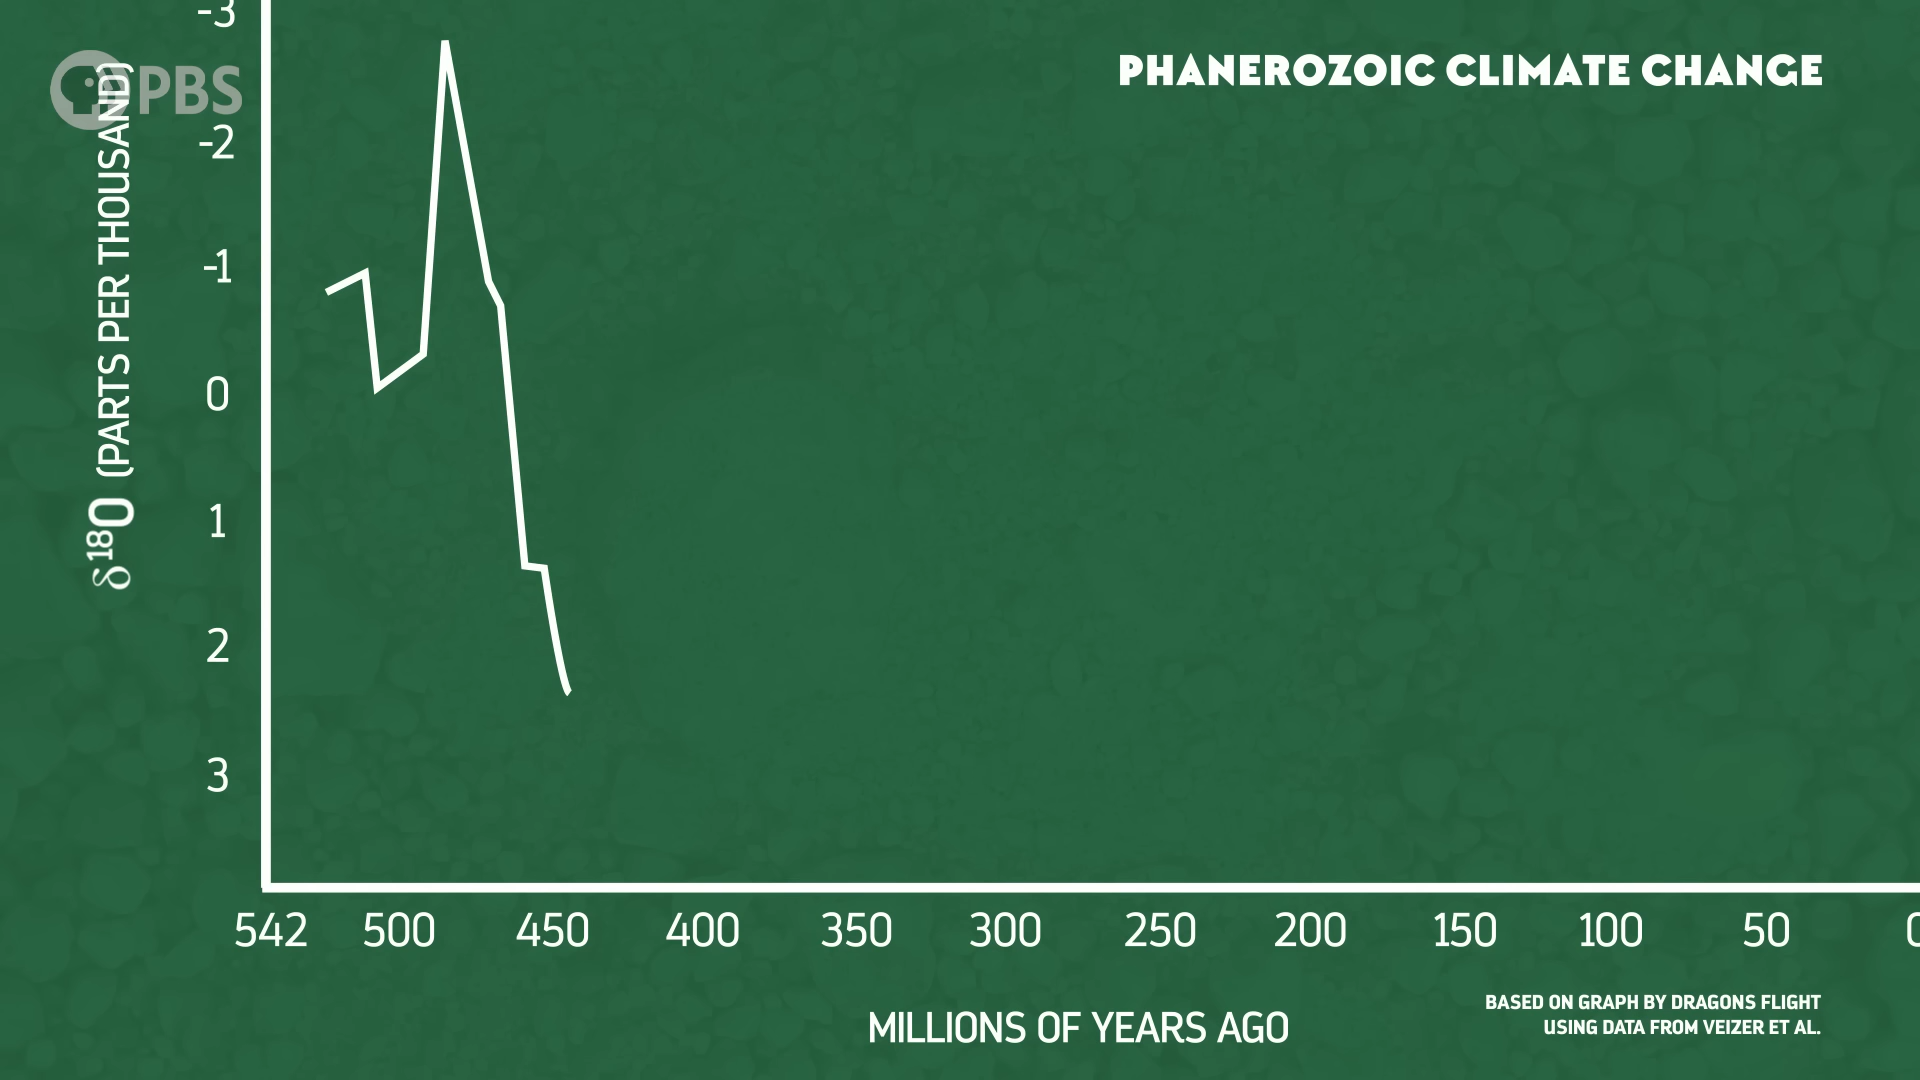 -3
PBS
PHANEROZOIC CLIMATE CHANGE
-2
-1
0
1
2
3
δ¹⁸O (PARTS PER THOUSAND)
542 500 450 400 350 300 250 200 150 100 50 0
MILLIONS OF YEARS AGO
BASED ON GRAPH BY DRAGONS FLIGHT
USING DATA FROM VEIZER ET AL.